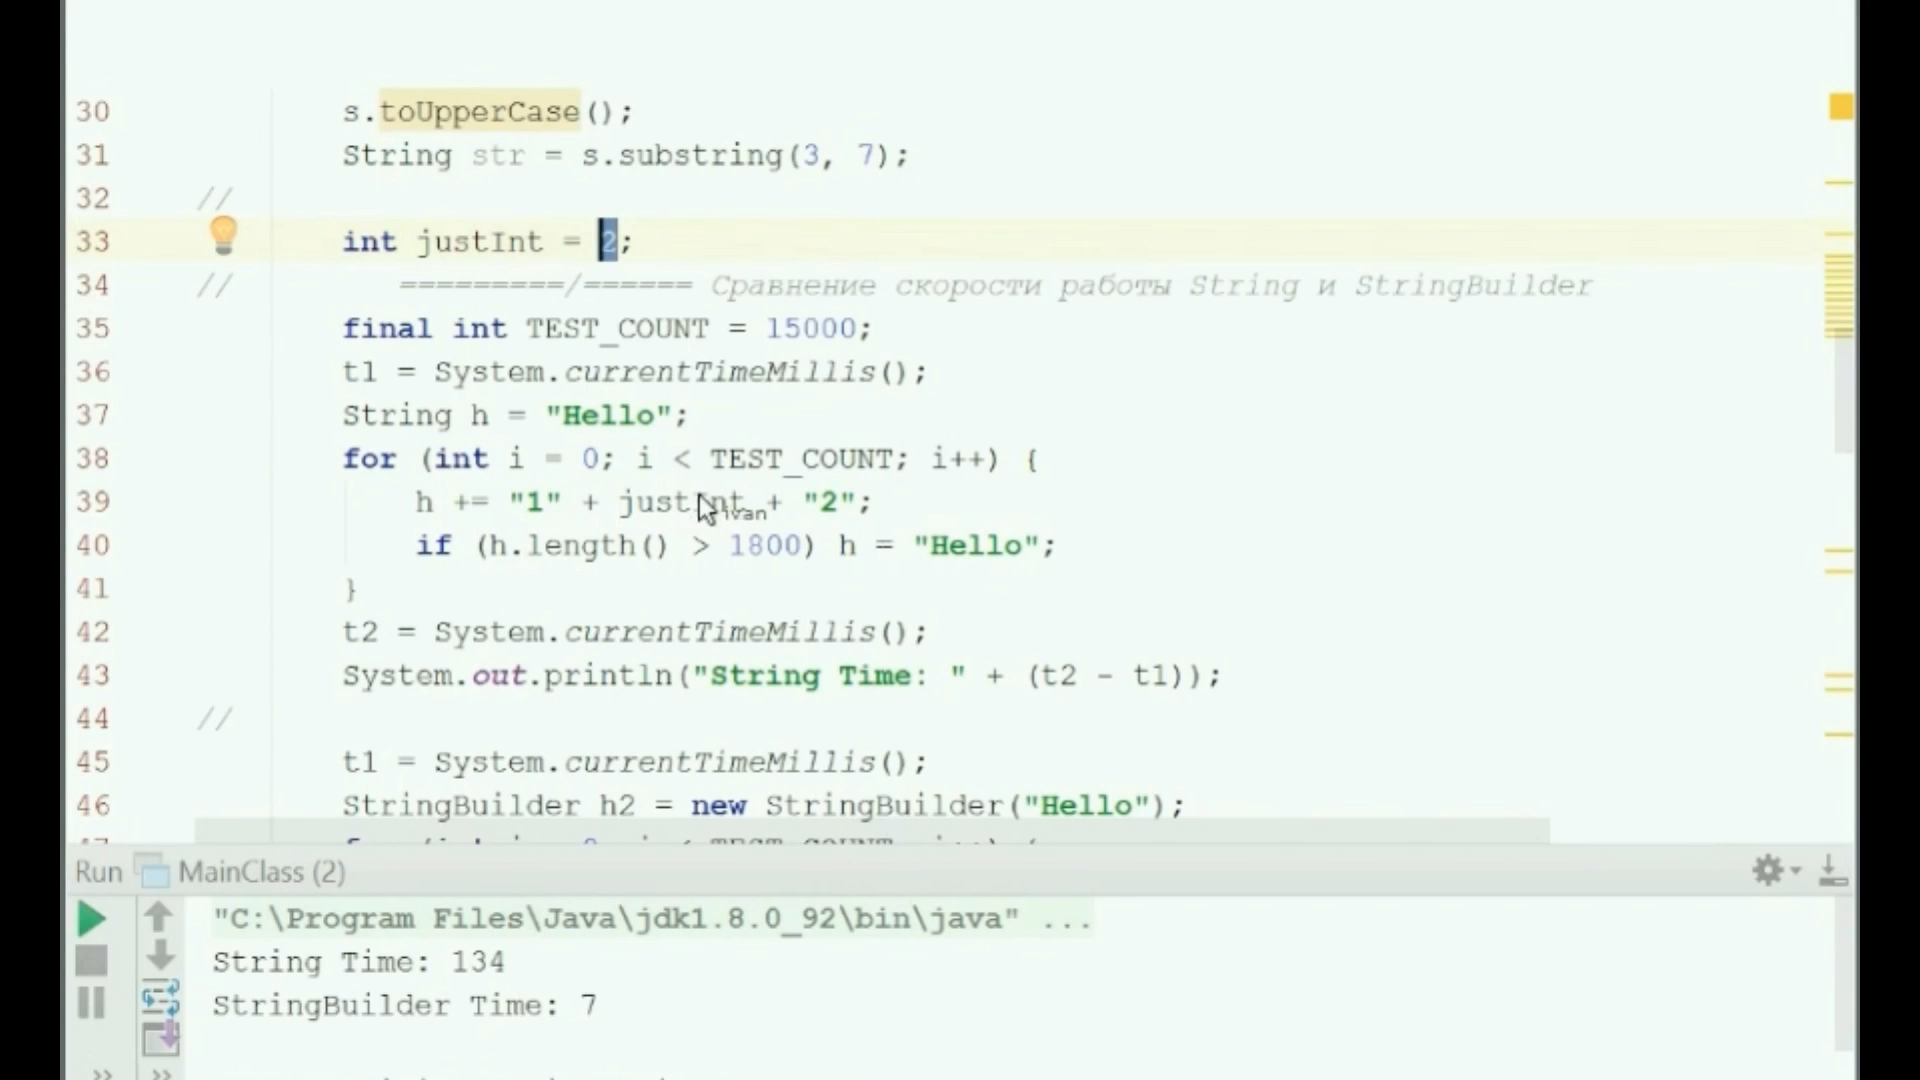 30 s.toUpperCase();
31 String str = s.substring(3, 7);
32 //
33 int justInt = 2;
34 // =========/====== Сравнение скорости работы String и StringBuilder
35 final int TEST_COUNT = 15000;
36 t1 = System.currentTimeMillis();
37 String h = "Hello";
38 for (int i = 0; i < TEST_COUNT; i++) {
39 h += "1" + justInt + "2";
ivan
40 if (h.length() > 1800) h = "Hello";
41 }
42 t2 = System.currentTimeMillis();
43 System.out.println("String Time: " + (t2 - t1));
44 //
45 t1 = System.currentTimeMillis();
46 StringBuilder h2 = new StringBuilder("Hello");
Run MainClass (2)
"C:\Program Files\Java\jdk1.8.0_92\bin\java" ...
String Time: 134
StringBuilder Time: 7